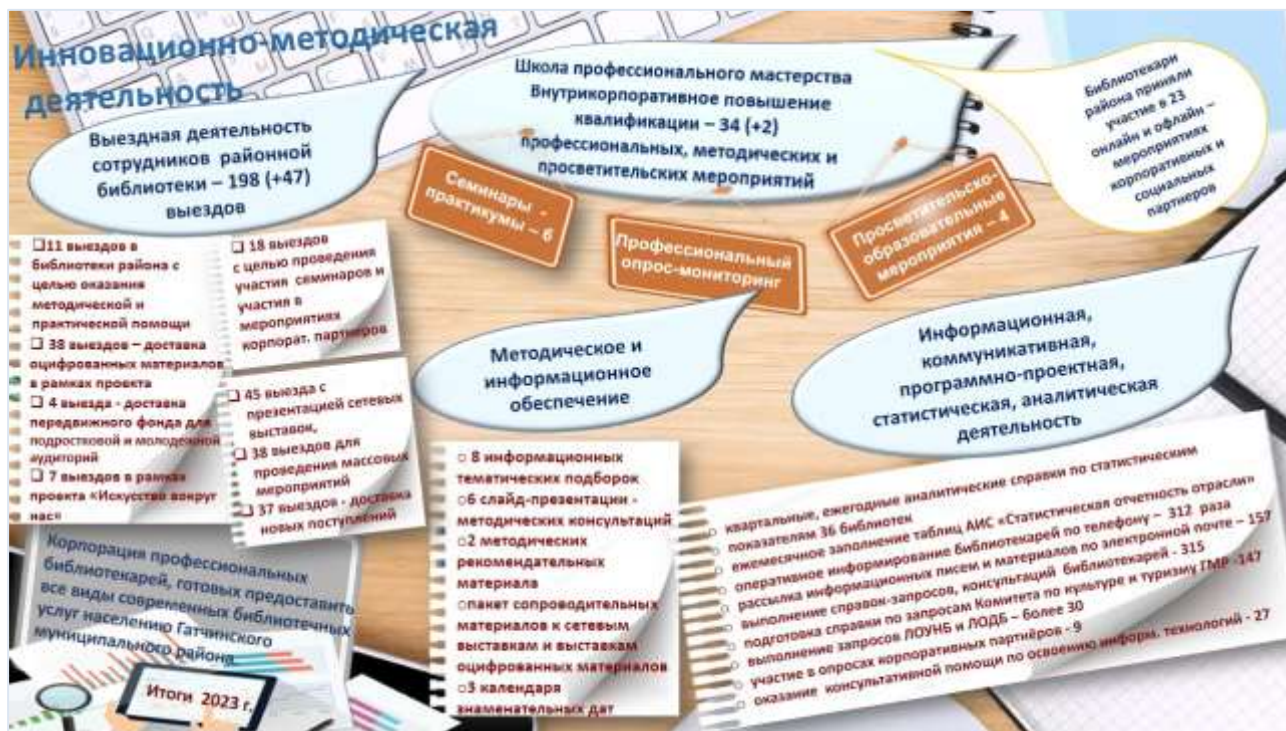 Инновационно-методическая
деятельность
Выездная деятельность
сотрудников районной
библиотеки – 198 (+47)
выездов
Школа профессионального мастерства
Внутрикорпоративное повышение
квалификации – 34 (+2)
профессиональных, методических и
просветительских мероприятий
Библиотекари
района приняли
участие в 23
онлайн и офлайн –
мероприятиях
корпоративных и
социальных
партнеров
Семинары -
практикумы – 6
Профессиональный
опрос-мониторинг
Просветительско-
образовательные
мероприятия – 4
❑11 выездов в
библиотеки района с
целью оказания
методической и
практической помощи
❑ 38 выездов – доставка
оцифрованных материалов
в рамках проекта
❑ 4 выезда - доставка
передвижного фонда для
подростковой и молодежной
аудиторий
❑ 7 выездов в рамках
проекта «Искусство вокруг
нас»
❑ 18 выездов
с целью проведения
участия семинаров и
участия в
мероприятиях
корпорат. партнеров
❑ 45 выезда с
презентацией сетевых
выставок,
❑ 38 выездов для
проведения массовых
мероприятий
❑ 37 выездов - доставка
новых поступлений
Методическое и
информационное
обеспечение
Информационная,
коммуникативная,
программно-проектная,
статистическая, аналитическая
деятельность
○ 8 информационных
тематических подборок
○6 слайд-презентации -
методических консультаций
○2 методических
рекомендательных
материала
○пакет сопроводительных
материалов к сетевым
выставкам и выставкам
оцифрованных материалов
○3 календаря
знаменательных дат
○ квартальные, ежегодные аналитические справки по статистическим
показателям 36 библиотек
○ ежемесячное заполнение таблиц АИС «Статистическая отчетность отрасли»
○ оперативное информирование библиотекарей по телефону – 312 раза
○ рассылка информационных писем и материалов по электронной почте – 157
○ выполнение справок-запросов, консультаций библиотекарей - 315
○ подготовка справки по запросам Комитета по культуре и туризму ГМР -147
○ выполнение запросов ЛОУНБ и ЛОДБ – более 30
○ участие в опросах корпоративных партнёров - 9
○ оказание консультативной помощи по освоению информ. технологий - 27
Корпорация профессиональных
библиотекарей, готовых предоставить
все виды современных библиотечных
услуг населению Гатчинского
муниципального района
Итоги 2023 г.